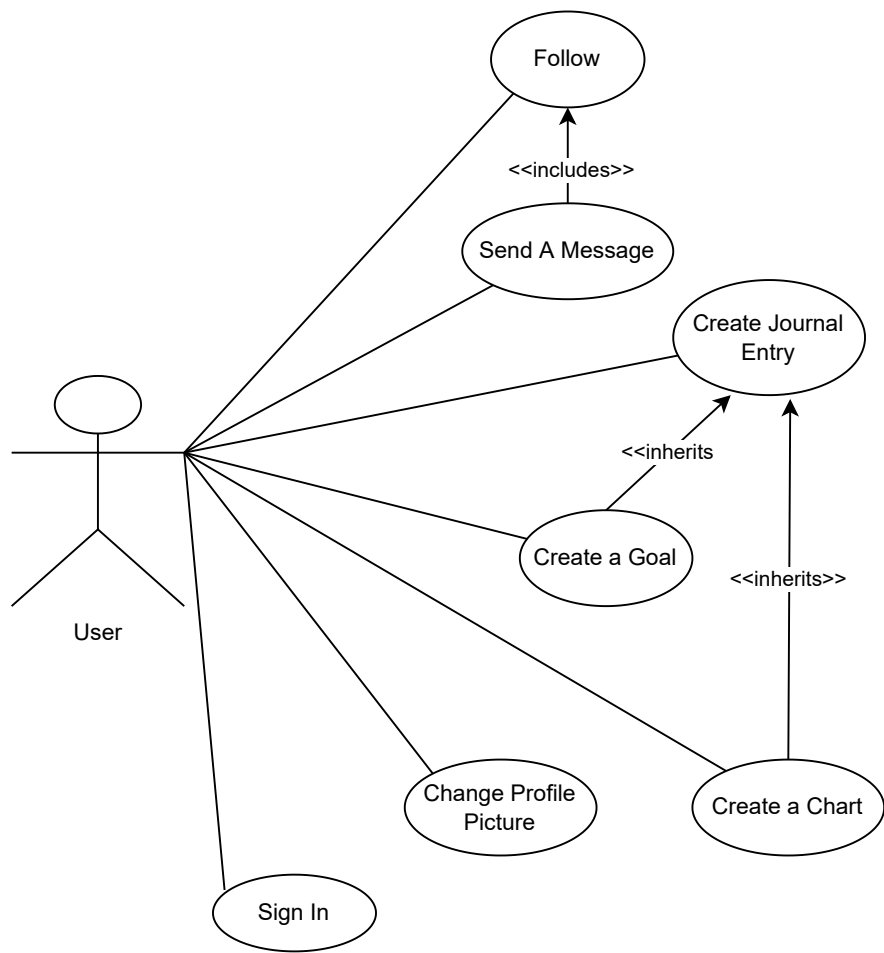 Follow
<<includes>>
Send A Message
Create Journal
Entry
<<inherits
Create a Goal
<<inherits>>
User
Change Profile
Picture
Create a Chart
Sign In